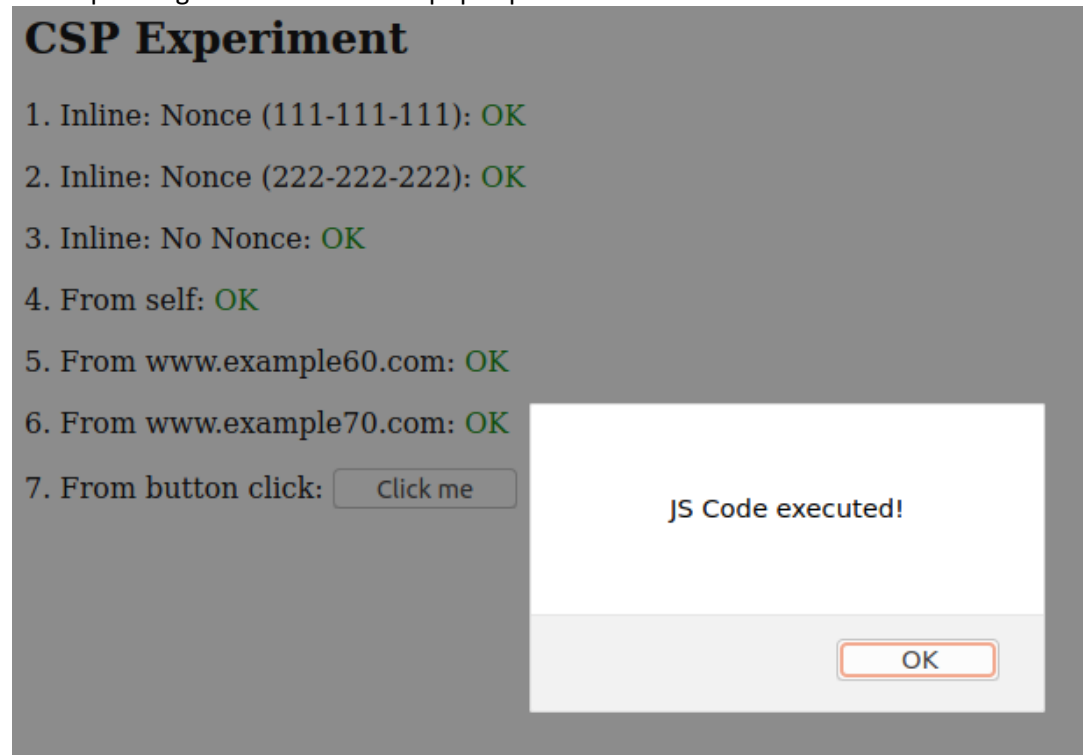 CSP Experiment
1. Inline: Nonce (111-111-111): OK
2. Inline: Nonce (222-222-222): OK
3. Inline: No Nonce: OK
4. From self: OK
5. From www.example60.com: OK
6. From www.example70.com: OK
7. From button click: Click me
JS Code executed!
OK